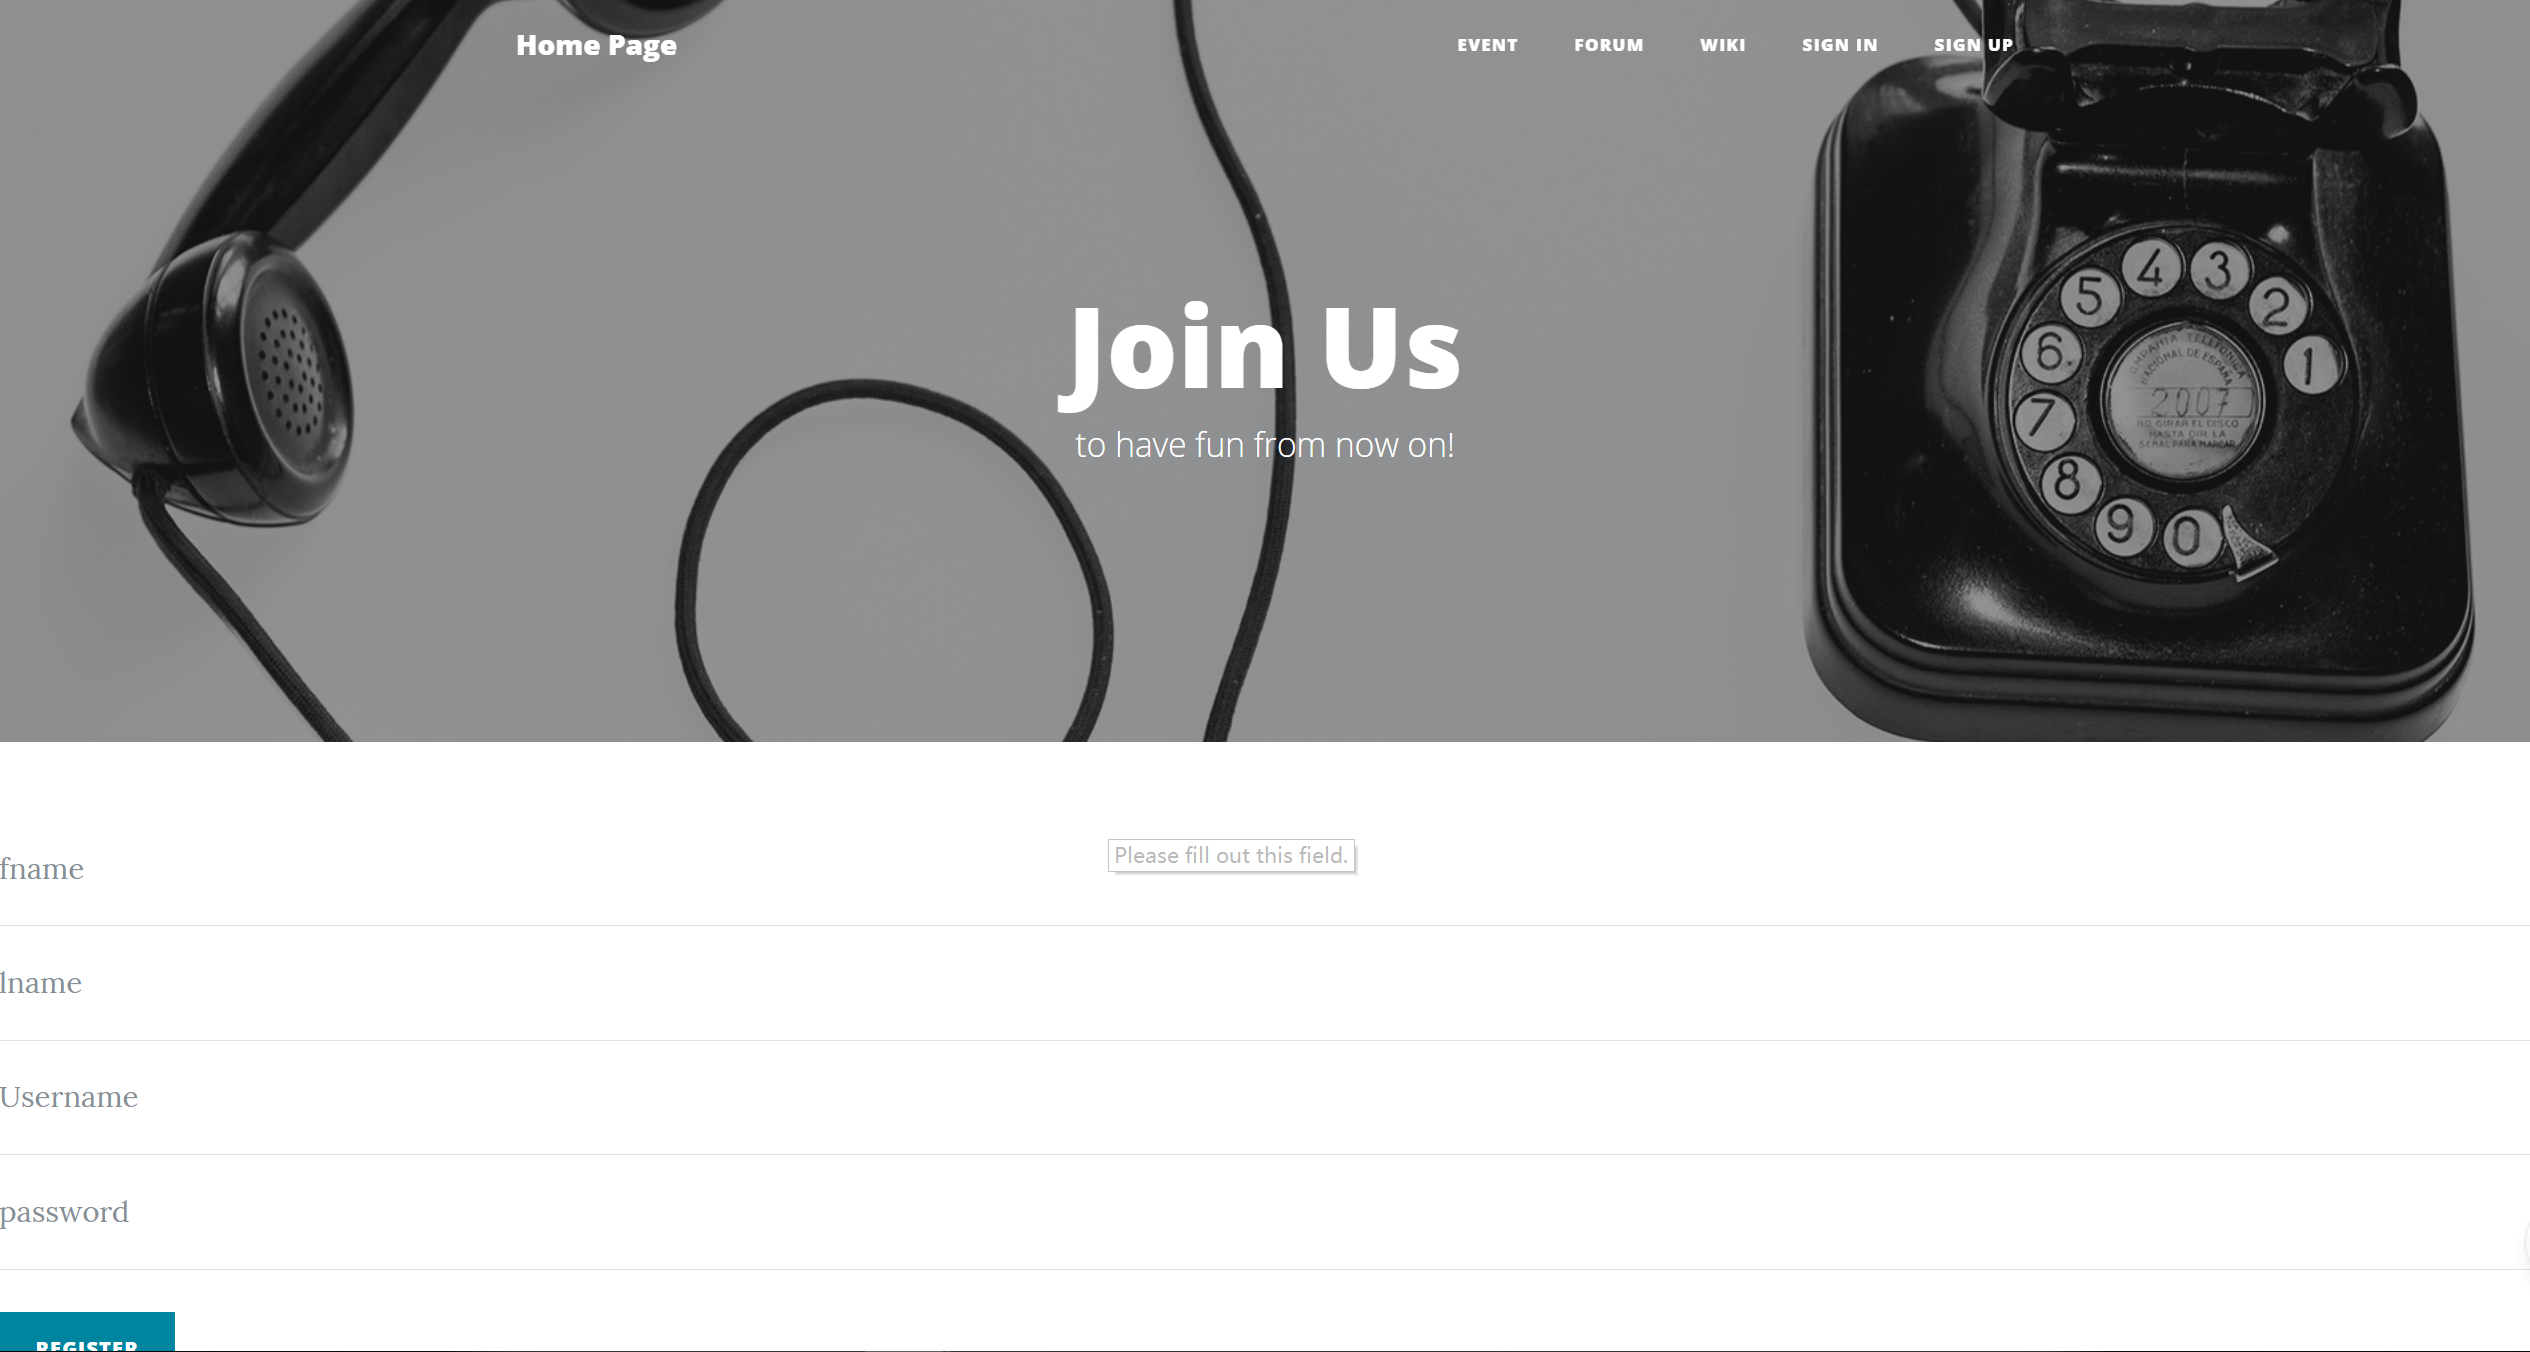 Home Page
EVENT
FORUM
WIKI
SIGN IN
SIGN UP
Join Us
to have fun from now on!
4
3
5
2
6
1
7
8
9
0
COMPAÑIA TELEFONICA
NACIONAL DE ESPAÑA
2007
NO GIRAR EL DISCO
HASTA OIR LA
SEÑAL PARA MARCAR
Please fill out this field.
fname
lname
Username
password
REGISTER